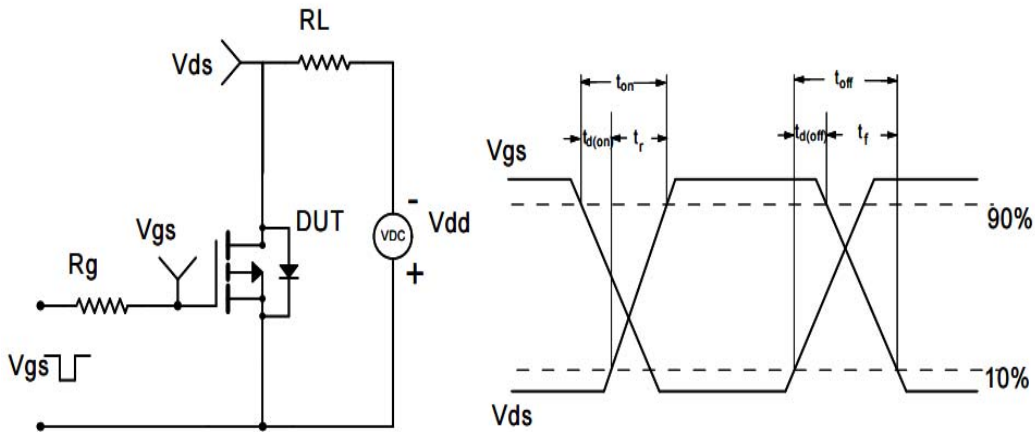 RL
Vds
DUT
-
VDC
Vdd
+
Vgs
Rg
Vgs
ton
toff
td(on)
tr
td(off)
tf
Vgs
90%
10%
Vds